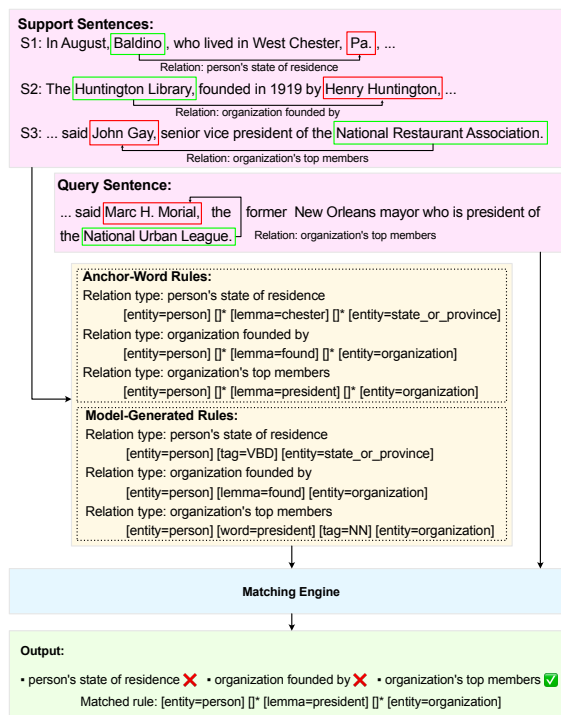 Support Sentences:
S1: In August, Baldino, who lived in West Chester, Pa., ...
Relation: person's state of residence
S2: The Huntington Library, founded in 1919 by Henry Huntington, ...
Relation: organization founded by
S3: ... said John Gay, senior vice president of the National Restaurant Association.
Relation: organization's top members
Query Sentence:
... said Marc H. Morial, the former New Orleans mayor who is president of
the National Urban League. Relation: organization's top members
Anchor-Word Rules:
Relation type: person's state of residence
[entity=person] []* [lemma=chester] []* [entity=state_or_province]
Relation type: organization founded by
[entity=person] []* [lemma=found] []* [entity=organization]
Relation type: organization's top members
[entity=person] []* [lemma=president] []* [entity=organization]
Model-Generated Rules:
Relation type: person's state of residence
[entity=person] [tag=VBD] [entity=state_or_province]
Relation type: organization founded by
[entity=person] [lemma=found] [entity=organization]
Relation type: organization's top members
[entity=person] [word=president] [tag=NN] [entity=organization]
Matching Engine
Output:
▪ person's state of residence ❌ ▪ organization founded by ❌ ▪ organization's top members ✅
Matched rule: [entity=person] []* [lemma=president] []* [entity=organization]